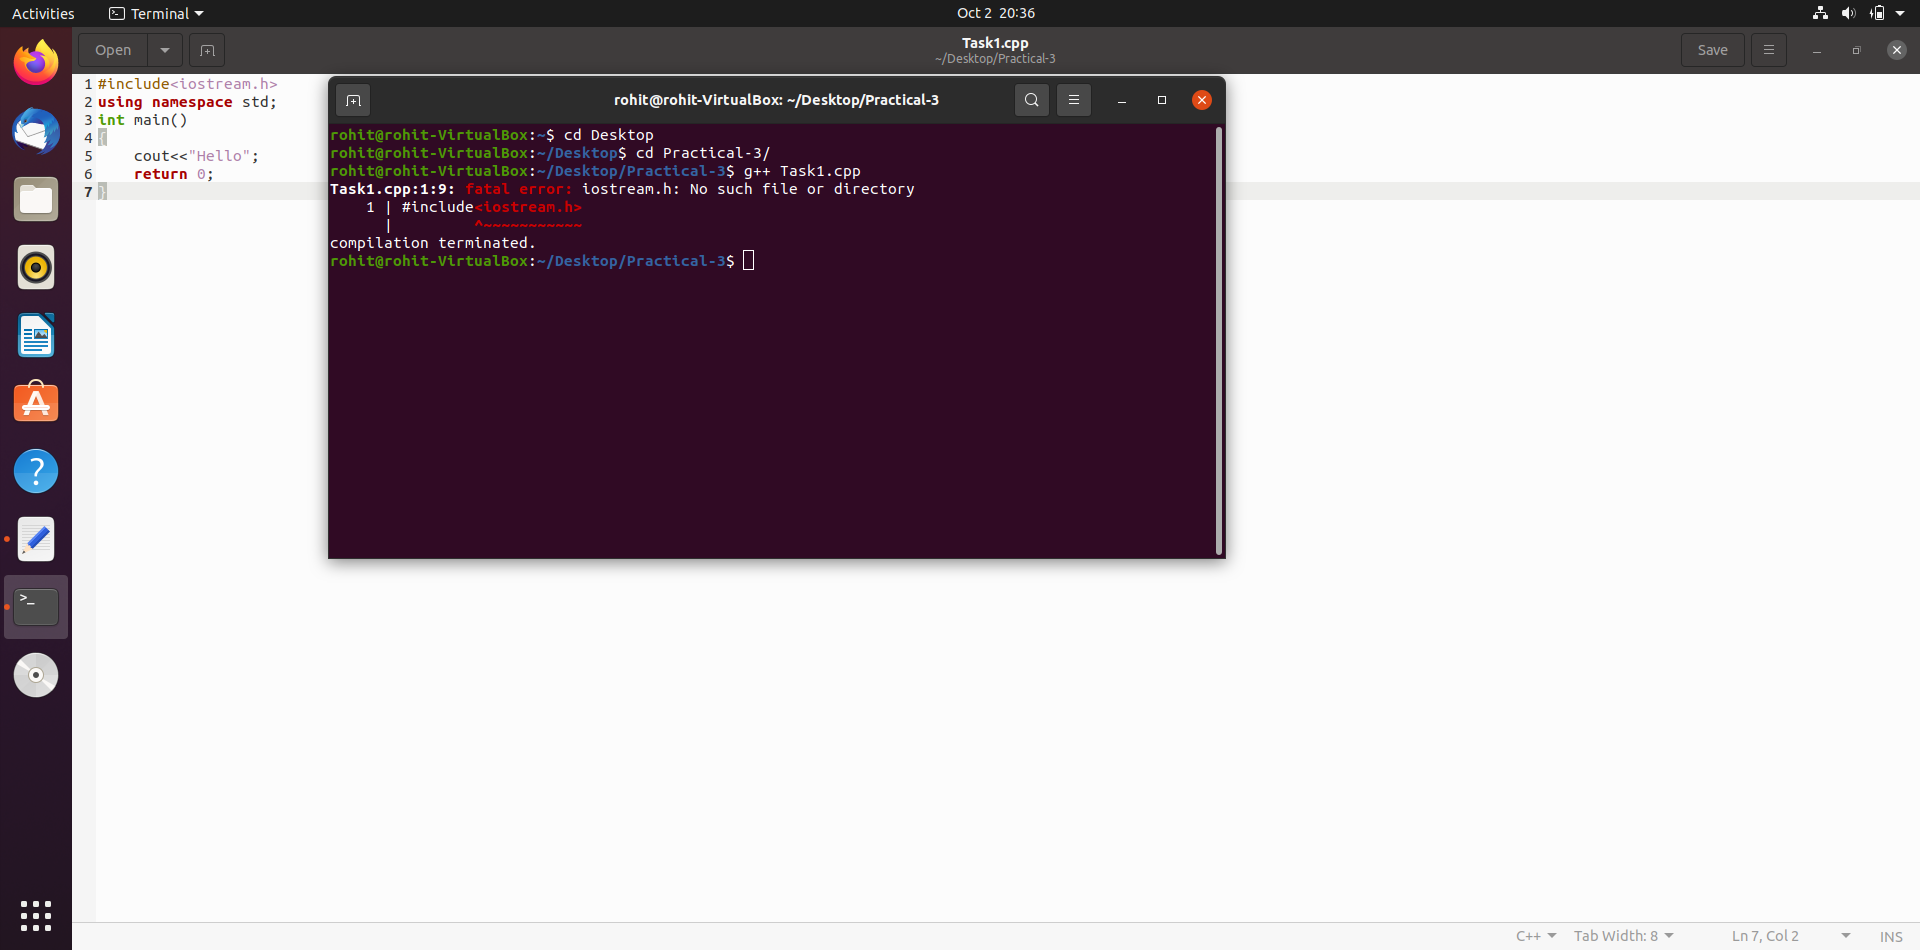 Activities
Terminal
Oct 2 20:36
Open
Task1.cpp
~/Desktop/Practical-3
Save
1 #include<iostream.h>
2 using namespace std;
3 int main()
4 {
5     cout<<"Hello";
6     return 0;
7 }
rohit@rohit-VirtualBox: ~/Desktop/Practical-3
rohit@rohit-VirtualBox:~$ cd Desktop
rohit@rohit-VirtualBox:~/Desktop$ cd Practical-3/
rohit@rohit-VirtualBox:~/Desktop/Practical-3$ g++ Task1.cpp
Task1.cpp:1:9: fatal error: iostream.h: No such file or directory
    1 | #include<iostream.h>
      |         ^~~~~~~~~~~~
compilation terminated.
rohit@rohit-VirtualBox:~/Desktop/Practical-3$
C++
Tab Width: 8
Ln 7, Col 2
INS